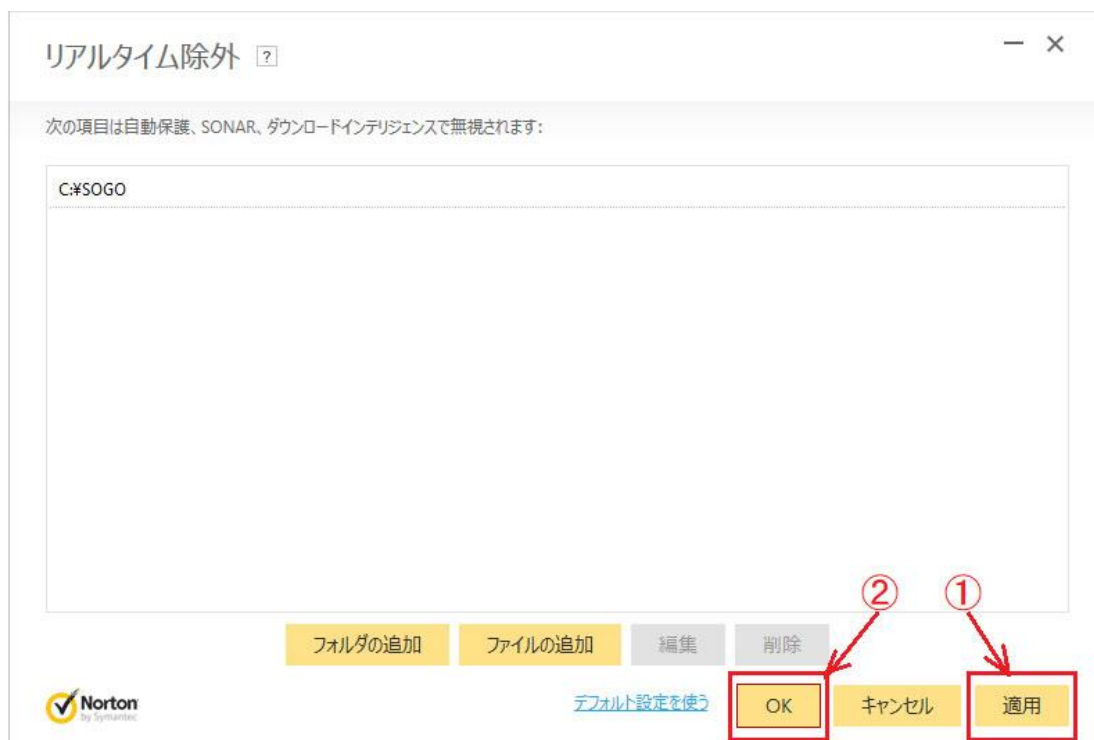 リアルタイム除外 ?
次の項目は自動保護、SONAR、ダウンロードインテリジェンスで無視されます:
C:¥SOGO
② ①
フォルダの追加 ファイルの追加 編集 削除
Norton
by Symantec
デフォルト設定を使う OK キャンセル 適用